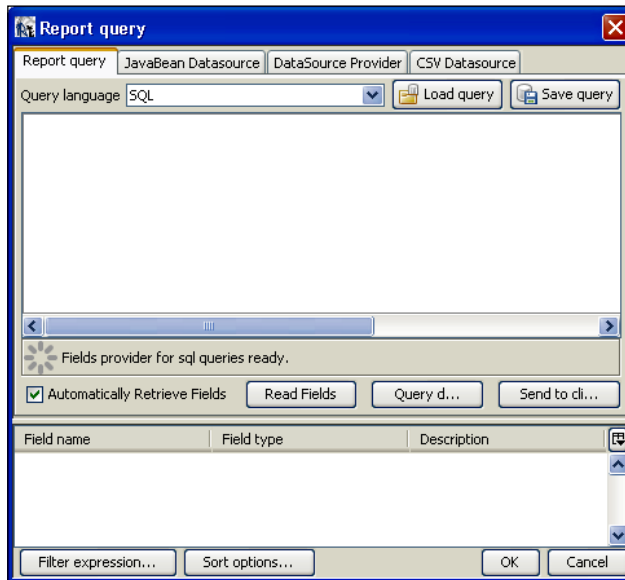 Report query
Report query JavaBean Datasource DataSource Provider CSV Datasource
Query language SQL Load query Save query
Fields provider for sql queries ready.
Automatically Retrieve Fields Read Fields Query d... Send to cli...
Field name Field type Description
Filter expression... Sort options... OK Cancel